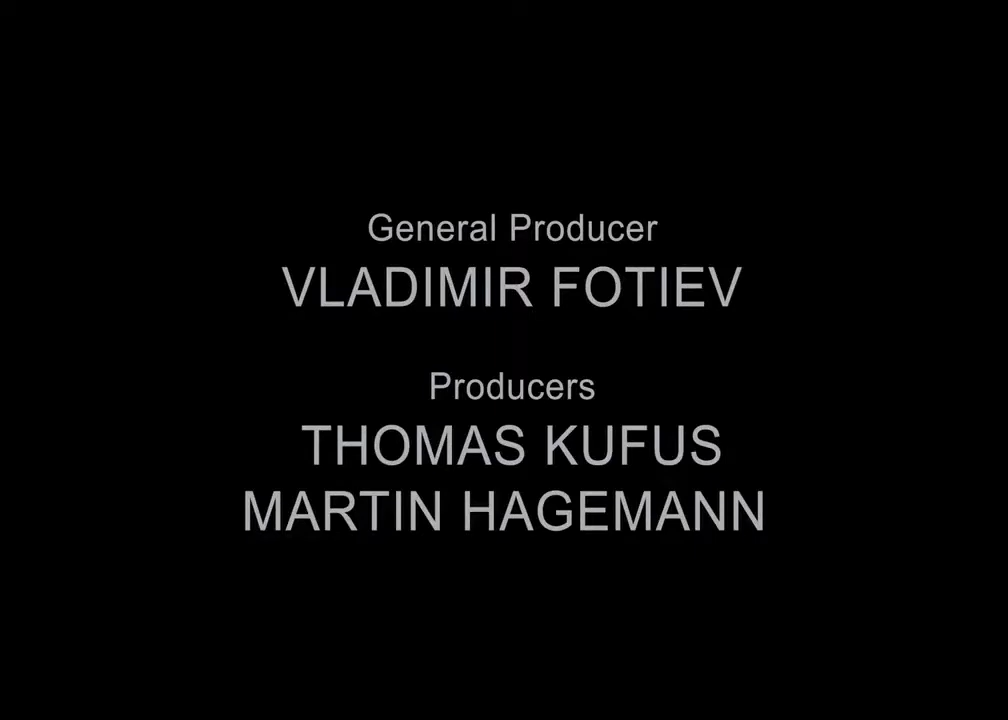 General Producer
VLADIMIR FOTIEV
Producers
THOMAS KUFUS
MARTIN HAGEMANN